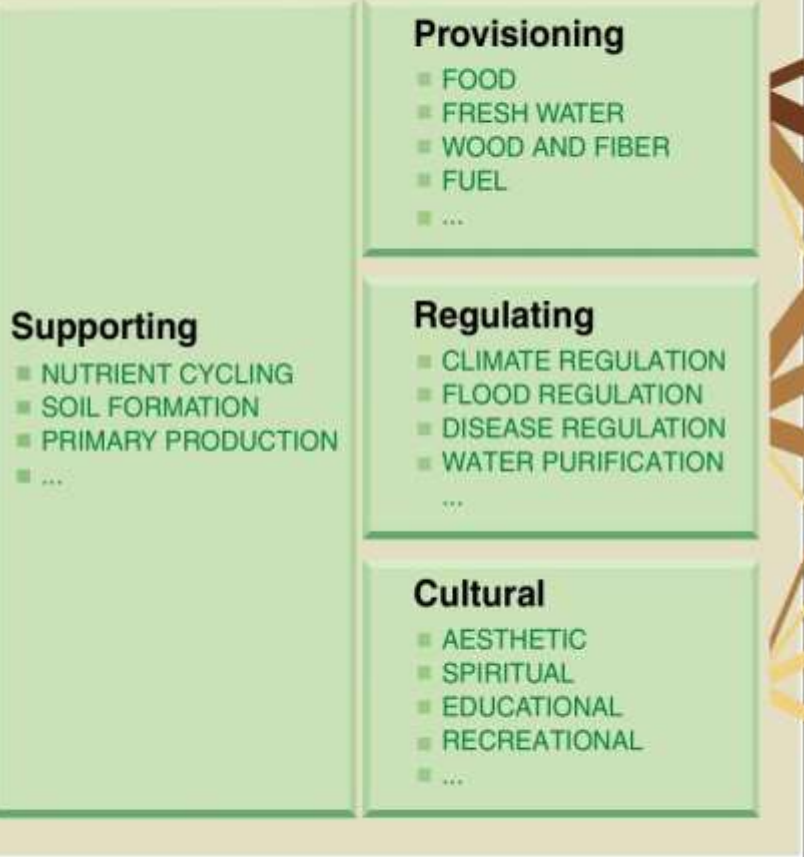 Supporting
NUTRIENT CYCLING
SOIL FORMATION
PRIMARY PRODUCTION
...
Provisioning
FOOD
FRESH WATER
WOOD AND FIBER
FUEL
...
Regulating
CLIMATE REGULATION
FLOOD REGULATION
DISEASE REGULATION
WATER PURIFICATION
...
Cultural
AESTHETIC
SPIRITUAL
EDUCATIONAL
RECREATIONAL
...